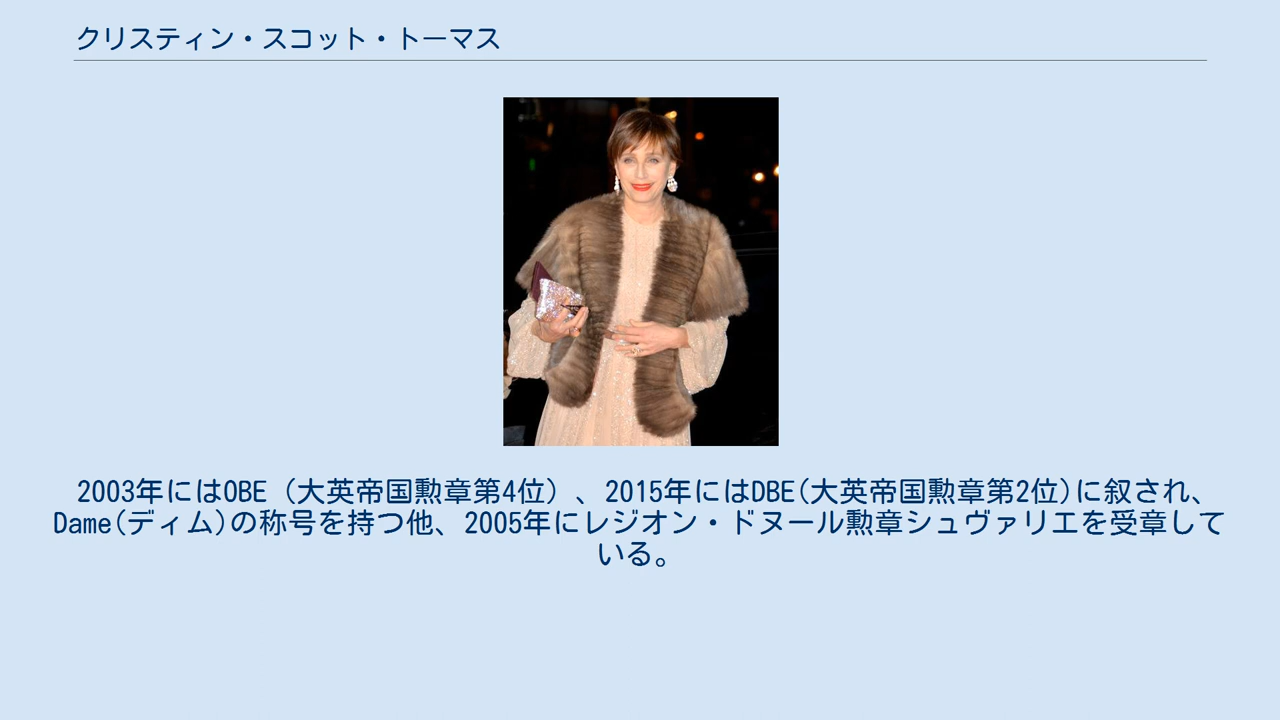 クリスティン・スコット・トーマス
2003年にはOBE（大英帝国勲章第4位）、2015年にはDBE(大英帝国勲章第2位)に叙され、
Dame(ディム)の称号を持つ他、2005年にレジオン・ドヌール勲章シュヴァリエを受章して
いる。